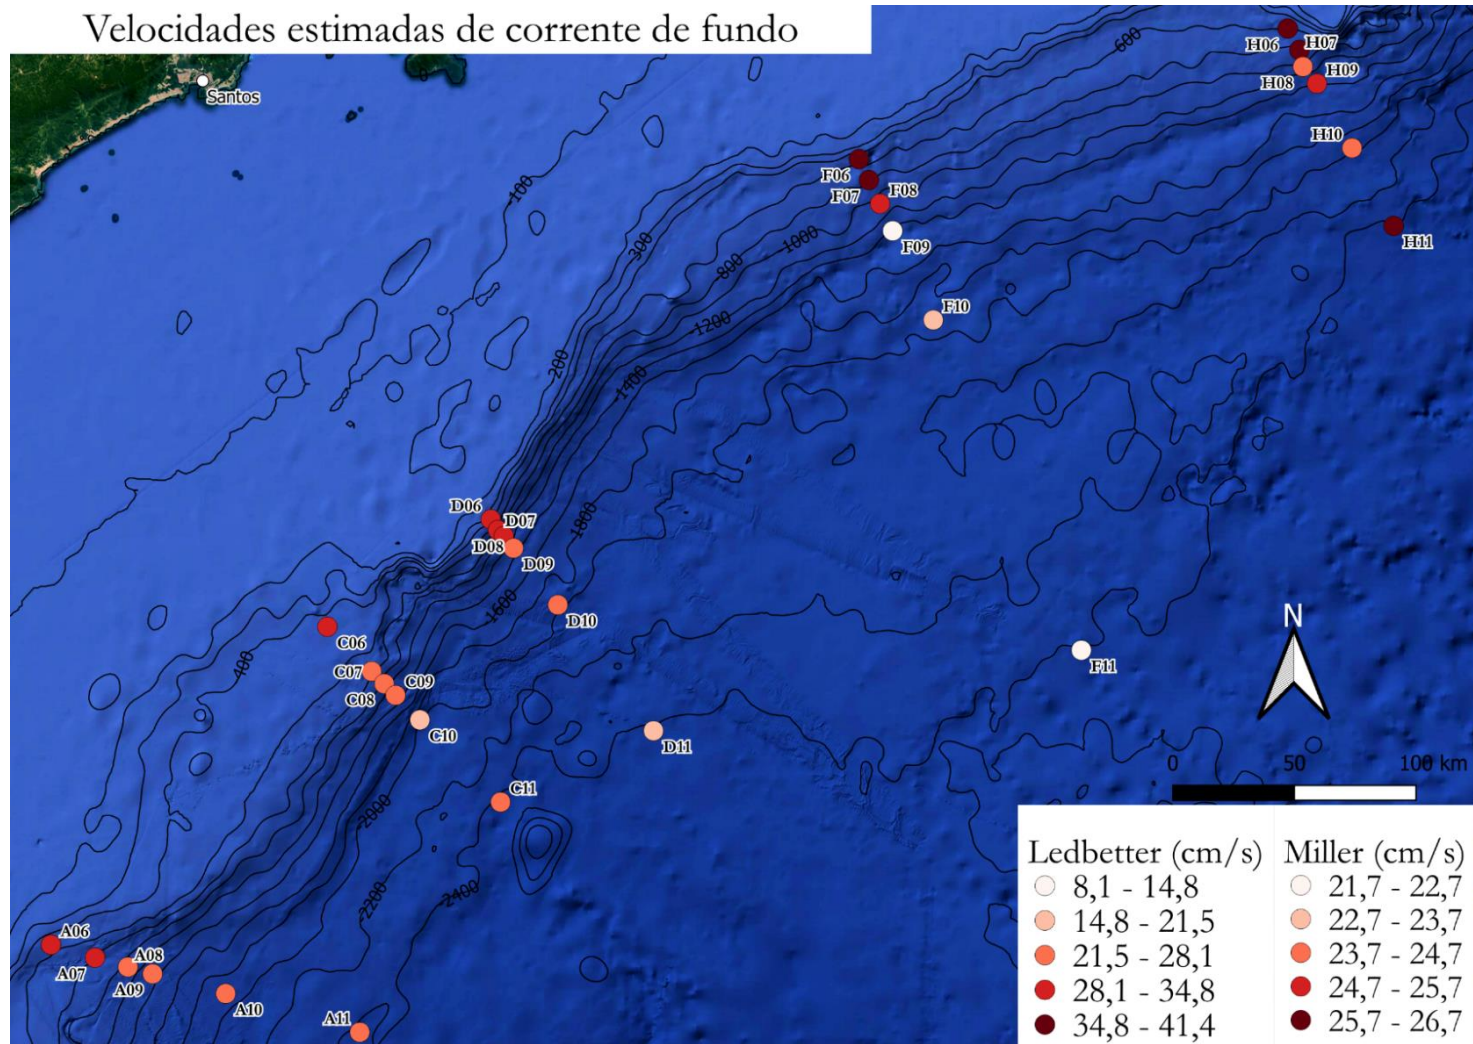 Velocidades estimadas de corrente de fundo
Santos
0
-100
-600
H06
H07
H08
H09
H10
H11
F06
F07
F08
F09
F10
F11
-300
-800
-1000
-1200
-200
-1400
-1800
D06
D07
D08
D09
D10
D11
-1600
-400
C06
C07
C08
C09
C10
C11
-2000
-2200
-2400
A06
A07
A08
A09
A10
A11
N
0 50 100 km
Ledbetter (cm/s) Miller (cm/s)
8,1 - 14,8 21,7 - 22,7
14,8 - 21,5 22,7 - 23,7
21,5 - 28,1 23,7 - 24,7
28,1 - 34,8 24,7 - 25,7
34,8 - 41,4 25,7 - 26,7